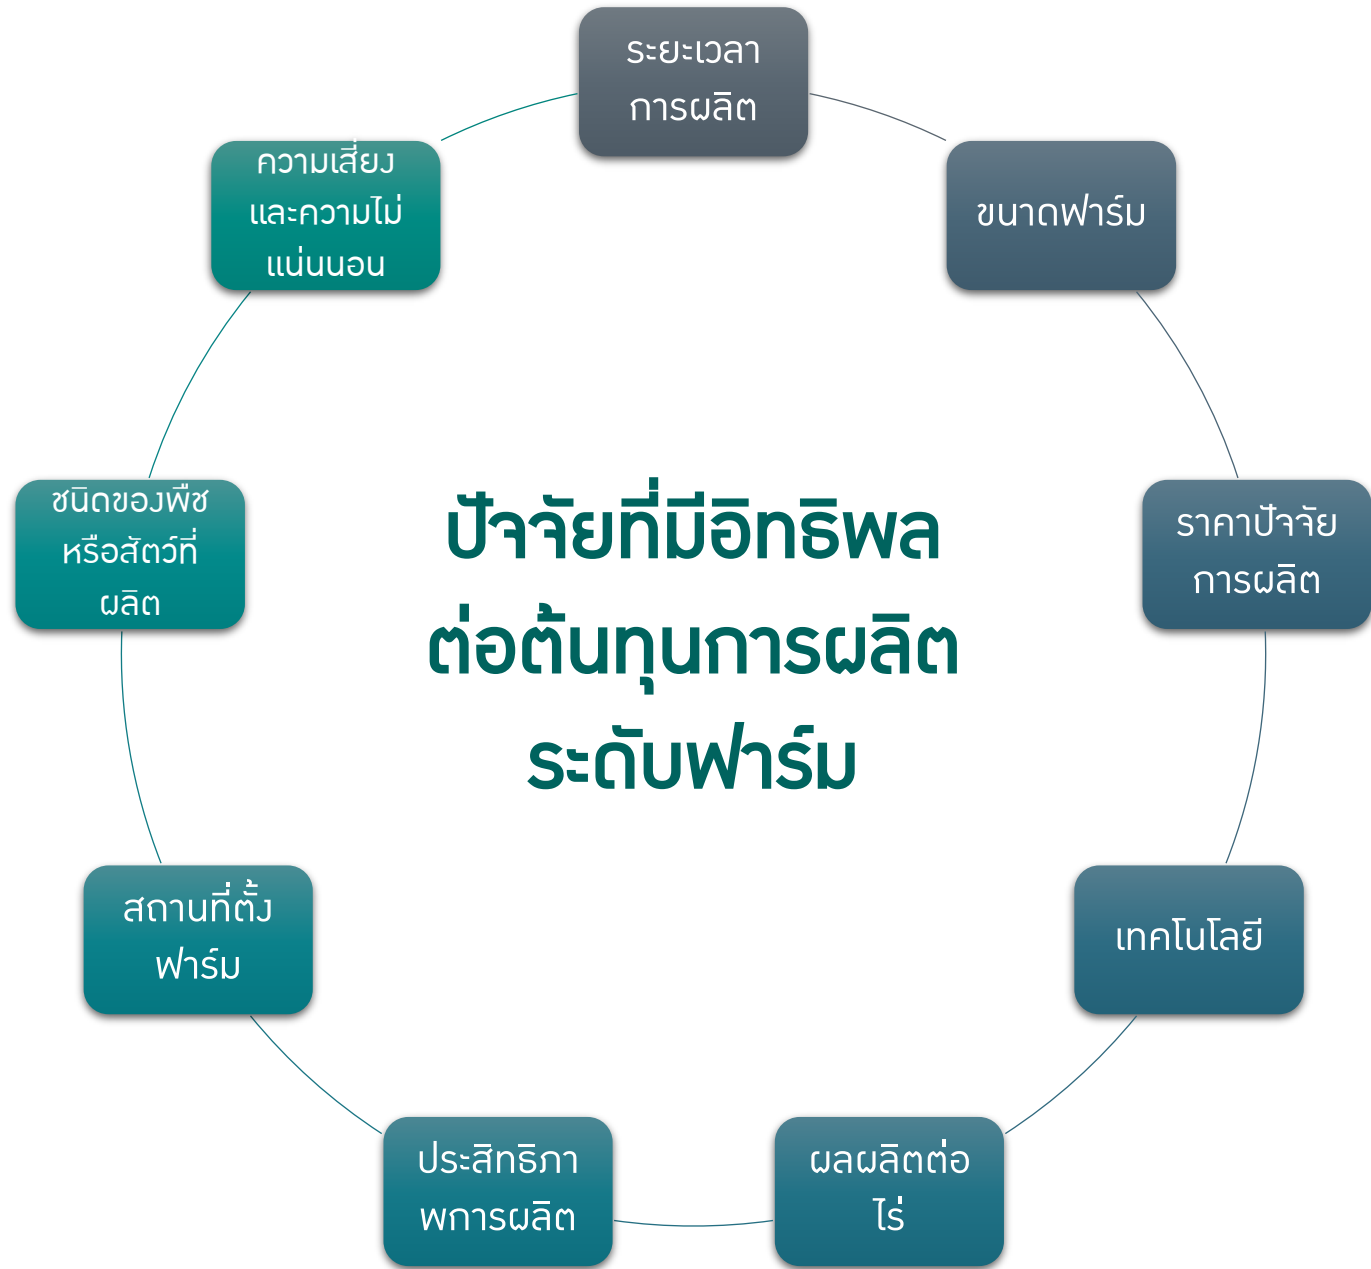 ระยะเวลา
การผลิต
ขนาดฟาร์ม
ราคาปัจจัย
การผลิต
เทคโนโลยี
ผลผลิตต่อ
ไร่
ประสิทธิภา
พการผลิต
สถานที่ตั้ง
ฟาร์ม
ชนิดของพืช
หรือสัตว์ที่
ผลิต
ความเสี่ยง
และความไม่
แน่นนอน
ปัจจัยที่มีอิทธิพล
ต่อต้นทุนการผลิต
ระดับฟาร์ม